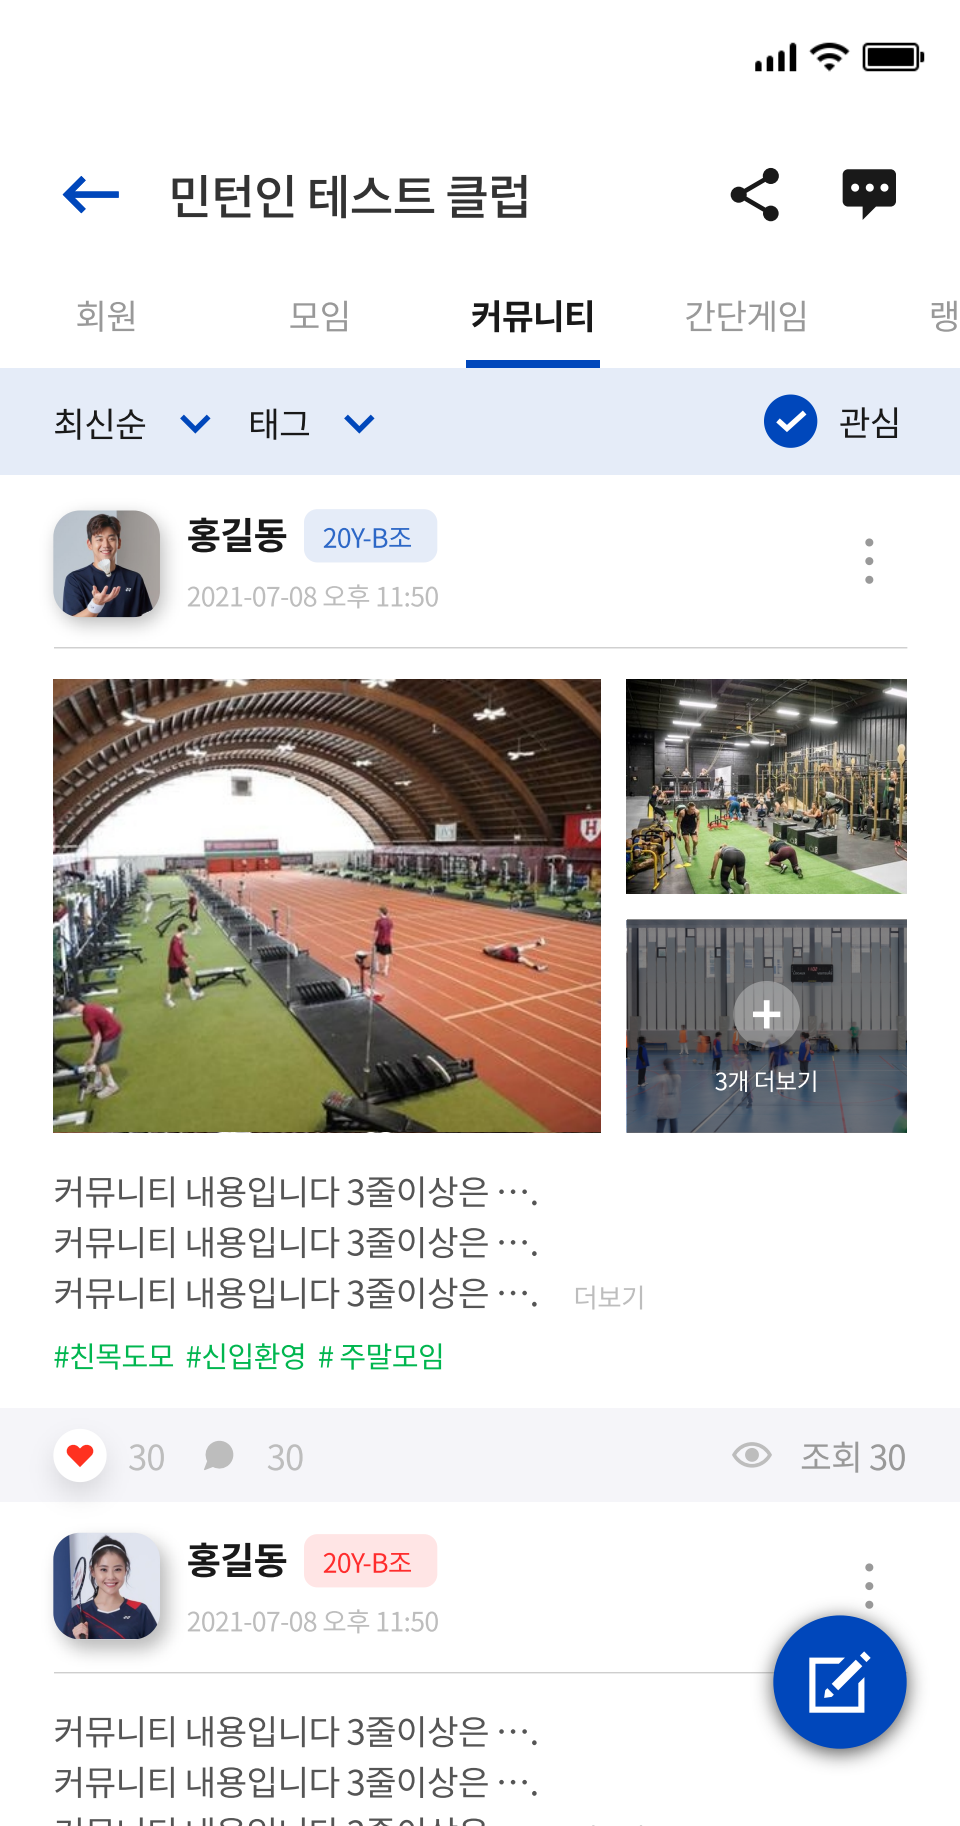 민턴인 테스트 클럽
회원 모임 커뮤니티 간단게임 랭
최신순 태그 관심
홍길동 20Y-B조
2021-07-08 오후 11:50
H
3개 더보기
커뮤니티 내용입니다 3줄이상은 ….
커뮤니티 내용입니다 3줄이상은 ….
커뮤니티 내용입니다 3줄이상은 …. 더보기
#친목도모 #신입환영 # 주말모임
30 30 조회 30
홍길동 20Y-B조
2021-07-08 오후 11:50
커뮤니티 내용입니다 3줄이상은 ….
커뮤니티 내용입니다 3줄이상은 ….